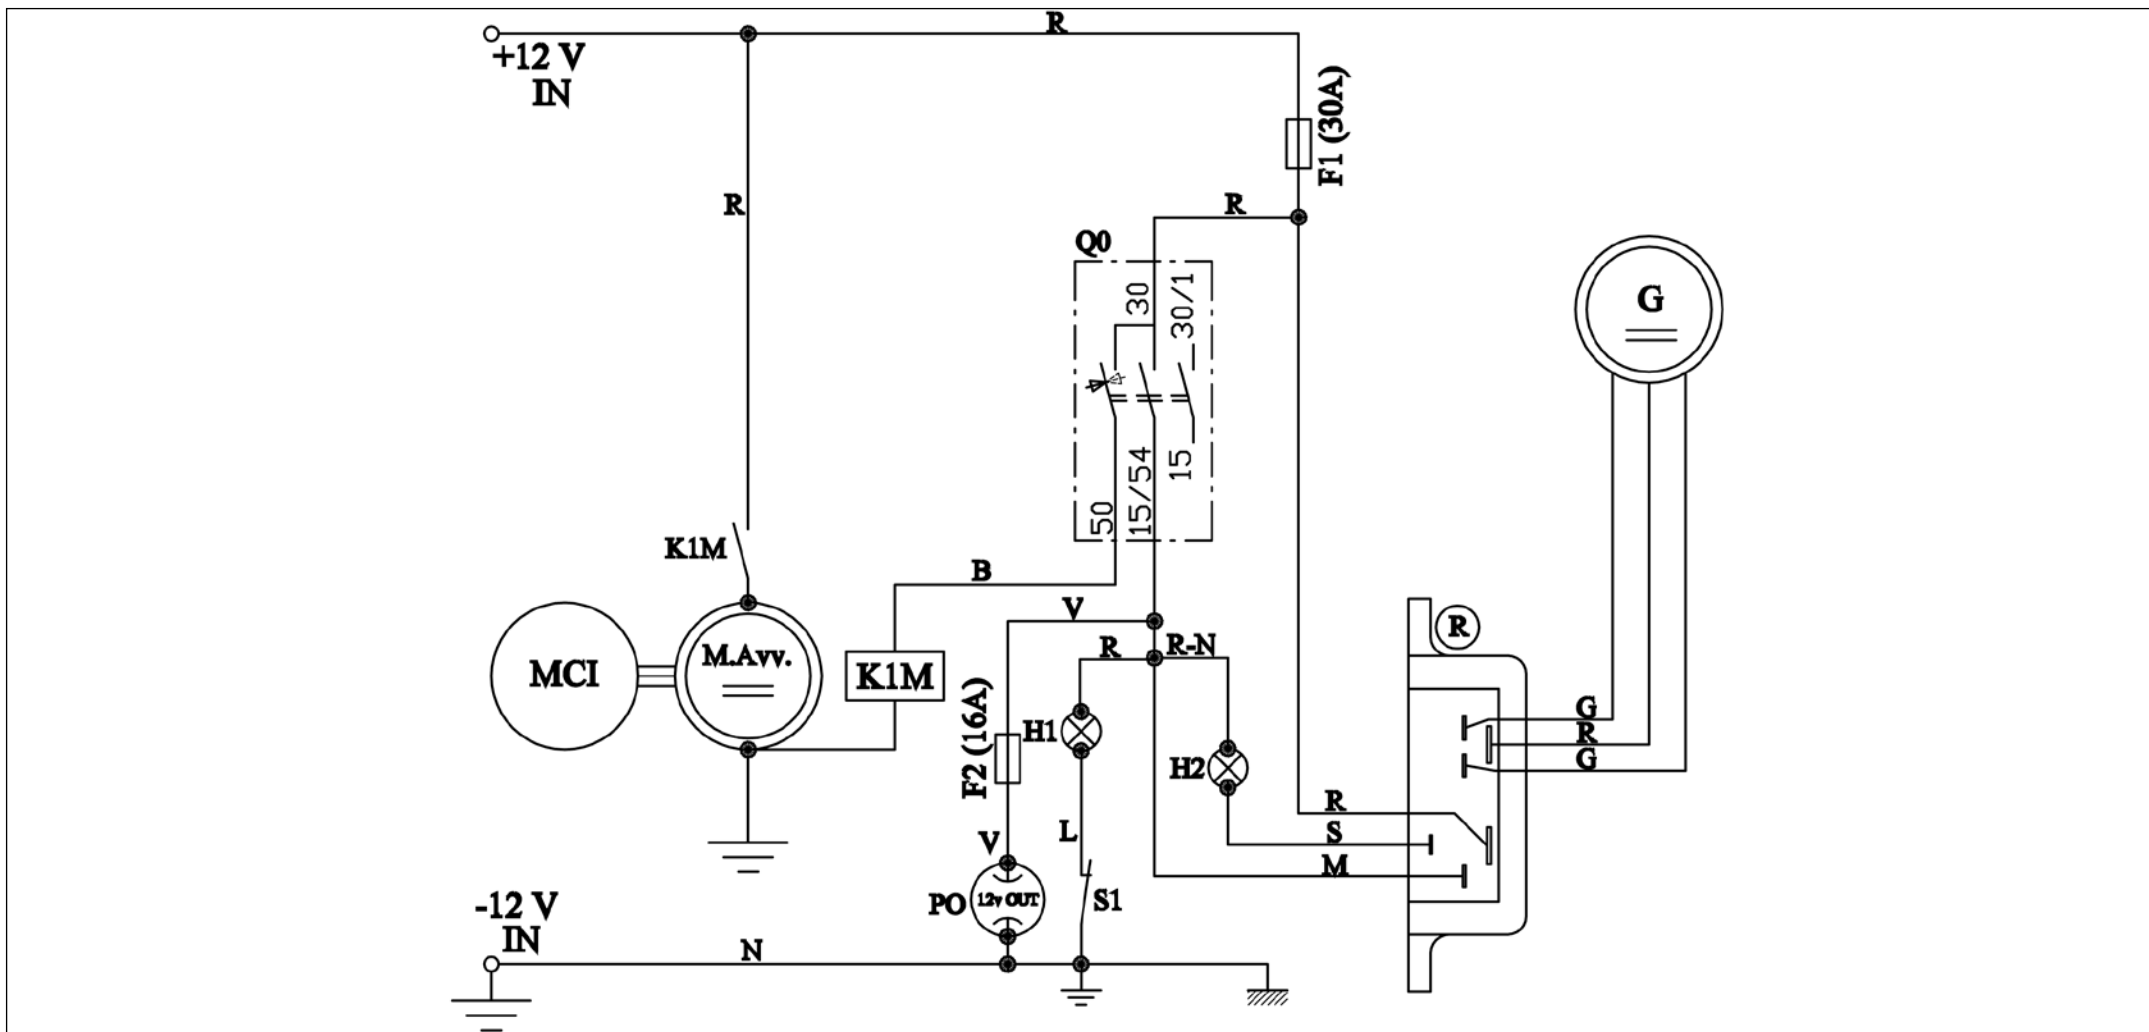 R
+12 V
IN
F1 (30A)
R
R
Q0
30
30/1
G
50
15/54
15
K1M
B
V
R
R-N
R
MCI
M.Avv.
K1M
F2 (16A)
H1
H2
G
R
G
R
S
M
L
V
PO
12v OUT
S1
-12 V
IN
N